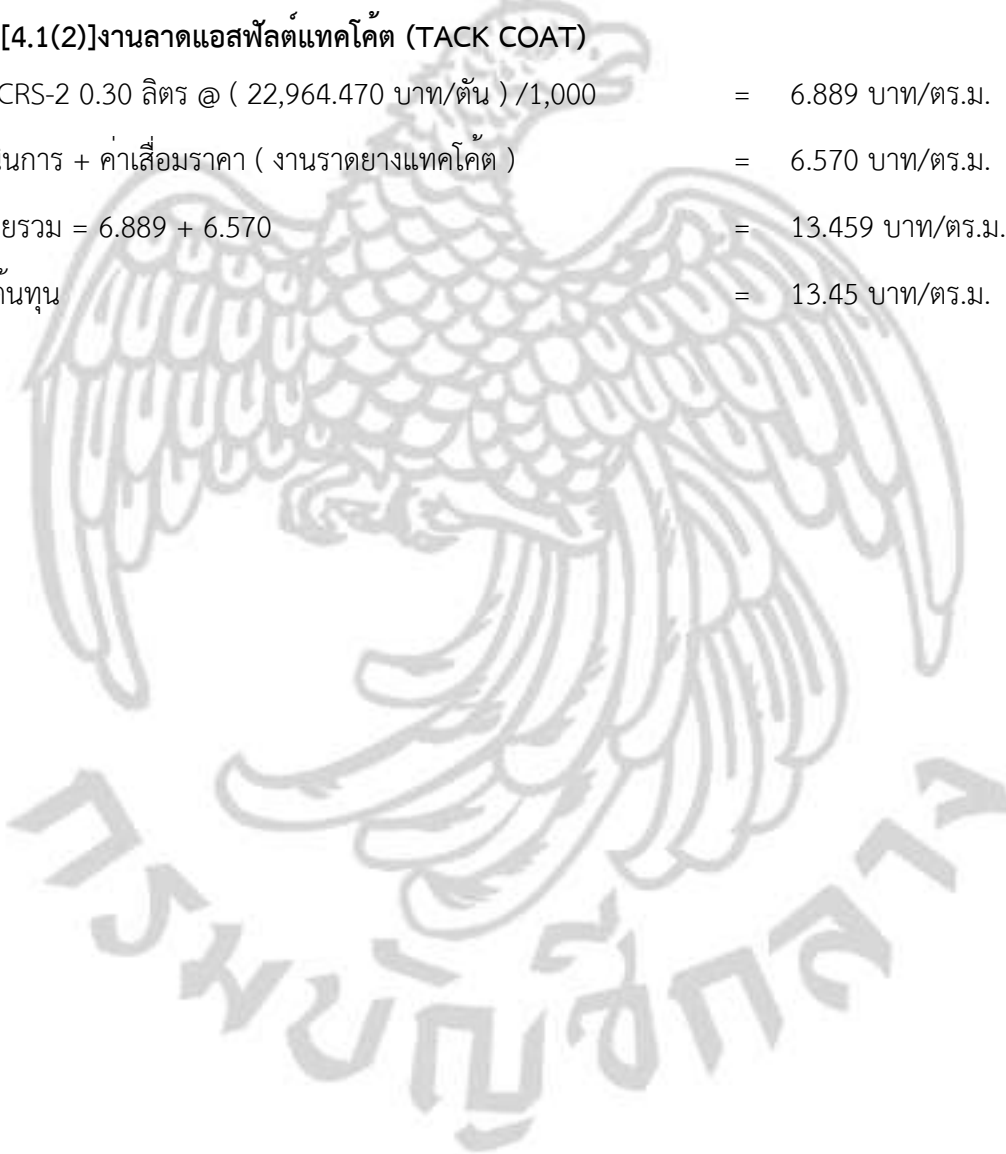 [4.1(2)]งานลาดแอสฟัลต์แทคโค้ต (TACK COAT)
CRS-2 0.30 ลิตร @ ( 22,964.470 บาท/ตัน ) /1,000 = 6.889 บาท/ตร.ม.
นินการ + ค่าเสื่อมราคา ( งานราดยางแทคโค้ต ) = 6.570 บาท/ตร.ม.
ยรวม = 6.889 + 6.570 = 13.459 บาท/ตร.ม.
ต้นทุน = 13.45 บาท/ตร.ม.
กรมบัญชีกลาง